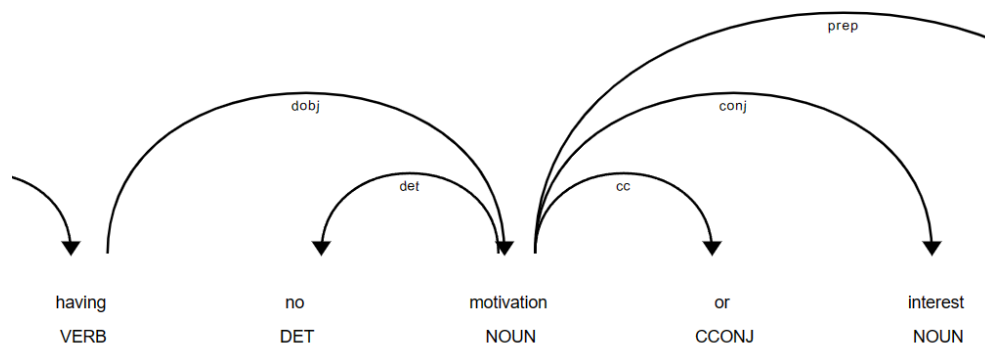 prep
dobj conj
det cc
having no motivation or interest
VERB DET NOUN CCONJ NOUN